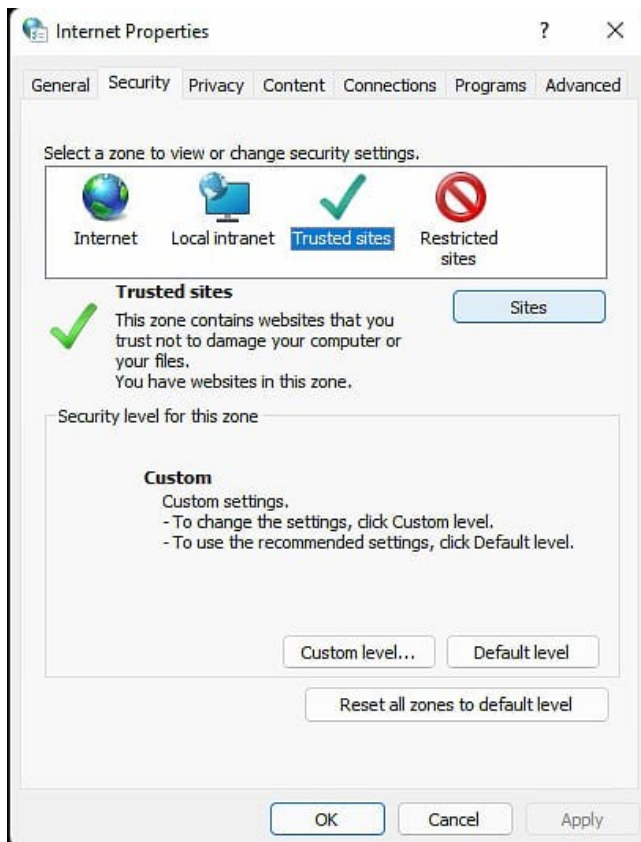 Internet Properties
?
General Security Privacy Content Connections Programs Advanced
Select a zone to view or change security settings.
Internet Local intranet Trusted sites Restricted
sites
Trusted sites
Sites
This zone contains websites that you
trust not to damage your computer or
your files.
You have websites in this zone.
Security level for this zone
Custom
Custom settings.
- To change the settings, click Custom level.
- To use the recommended settings, click Default level.
Custom level... Default level
Reset all zones to default level
OK Cancel Apply